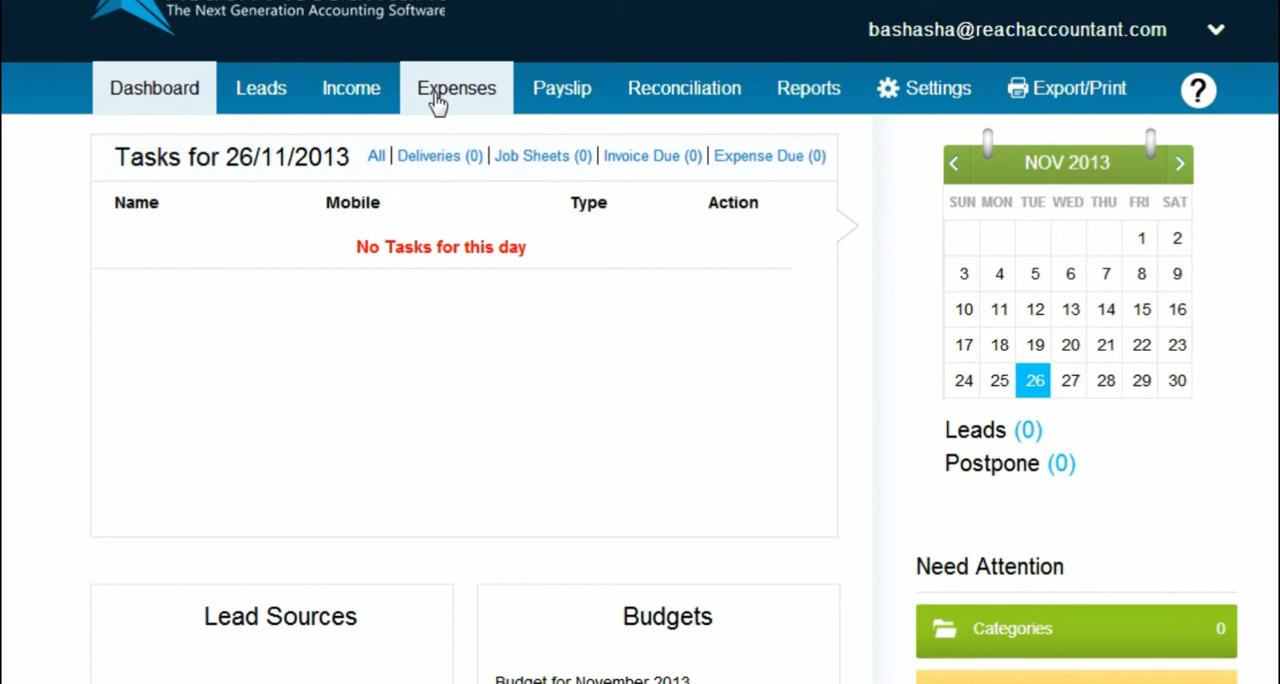 The Next Generation Accounting Software
bashasha@reachaccountant.com
Dashboard Leads Income Expenses Payslip Reconciliation Reports Settings Export/Print ?
Tasks for 26/11/2013 All | Deliveries (0) | Job Sheets (0) | Invoice Due (0) | Expense Due (0)
Name Mobile Type Action
No Tasks for this day
< NOV 2013 >
SUN MON TUE WED THU FRI SAT
1 2
3 4 5 6 7 8 9
10 11 12 13 14 15 16
17 18 19 20 21 22 23
24 25 26 27 28 29 30
Leads (0)
Postpone (0)
Need Attention
Categories 0
Lead Sources
Budgets
Budget for November 2013